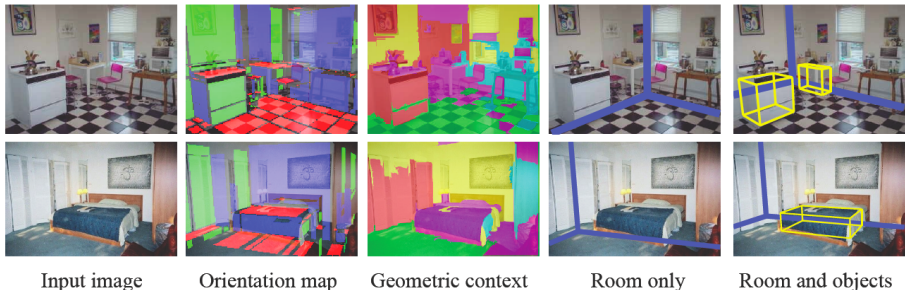 Input image
Orientation map
Geometric context
Room only
Room and objects